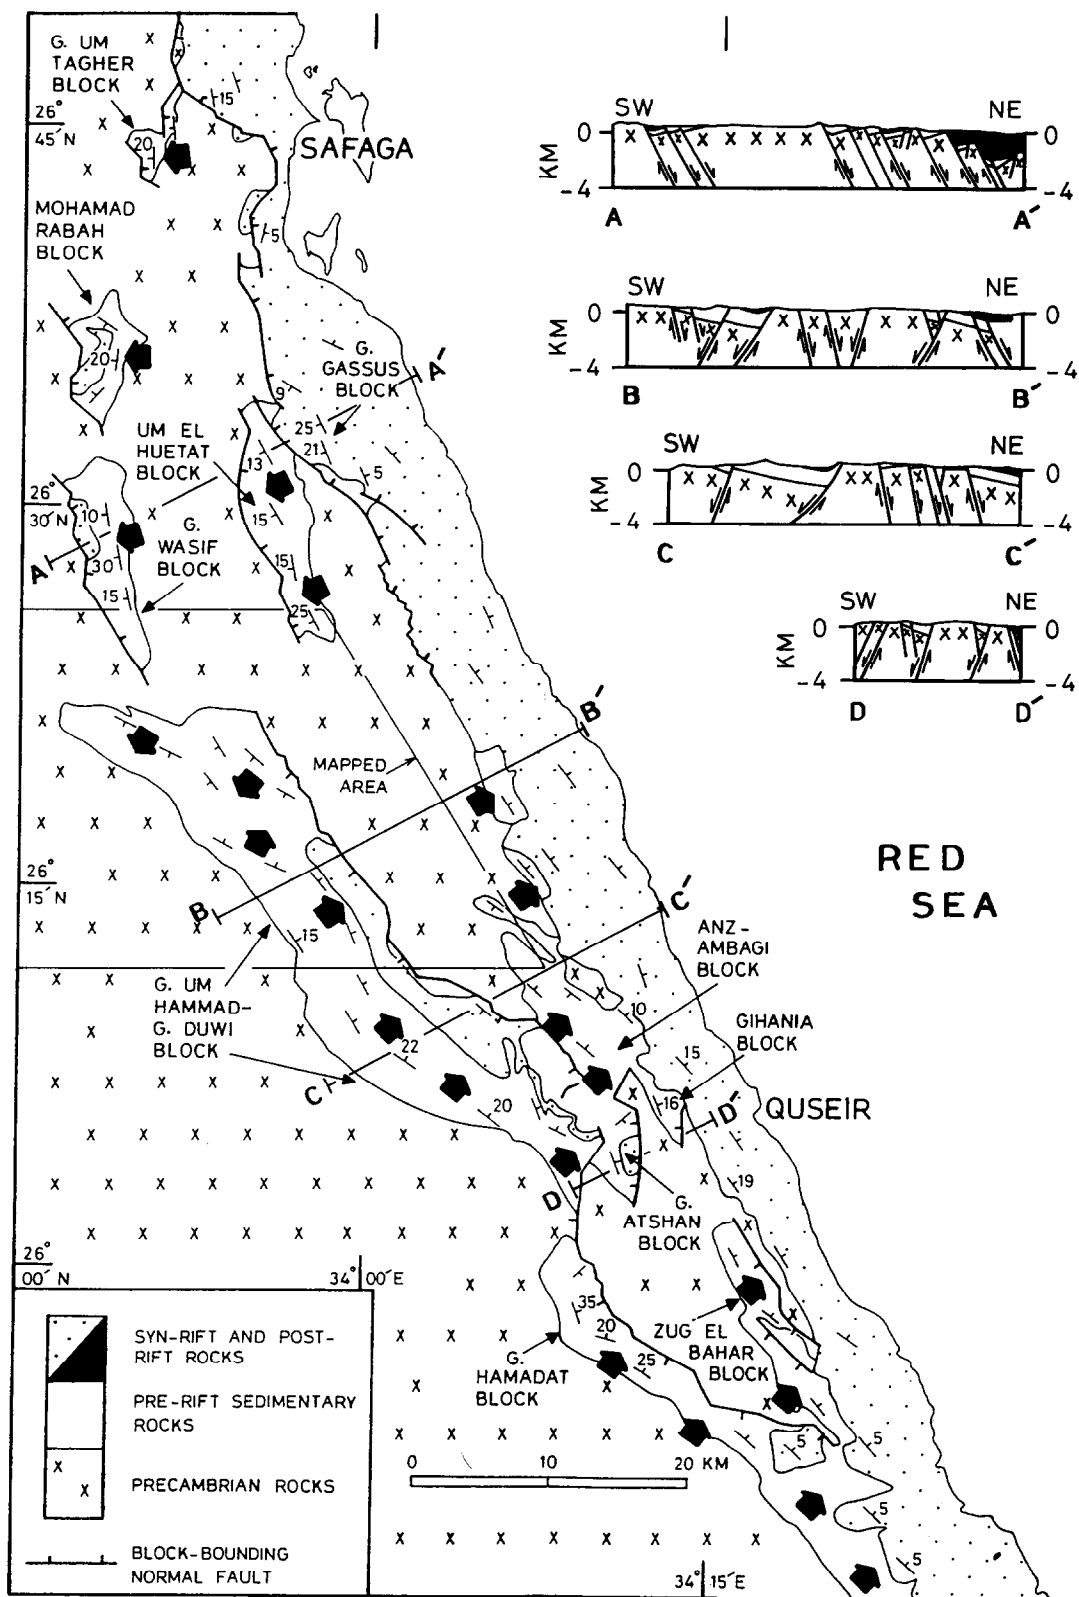 G. UM
TAGHER
BLOCK
26°
45´N
20
15
SAFAGA
5
MOHAMAD
RABAH
BLOCK
20
G.
GASSUS
BLOCK
A´
9
25
21
13
5
UM EL
HUETAT
BLOCK
15
15
25
26°
30´N
10
30
15
A
G.
WASIF
BLOCK
B´
MAPPED
AREA
26°
15´N
B
15
C´
RED
SEA
ANZ-
AMBAGI
BLOCK
G. UM
HAMMAD-
G. DUWI
BLOCK
22
C
20
10
15
GIHANIA
BLOCK
16
D´
QUSEIR
D
19
G.
ATSHAN
BLOCK
26°
00´N
34°00´E
35
20
25
G.
HAMADAT
BLOCK
ZUG EL
BAHAR
BLOCK
5
5
5
5
0 10 20 KM
34°15´E
SYN-RIFT AND POST-
RIFT ROCKS
PRE-RIFT SEDIMENTARY
ROCKS
PRECAMBRIAN ROCKS
BLOCK-BOUNDING
NORMAL FAULT
SW NE
0 0
KM
-4 -4
A A´
SW NE
0 0
KM
-4 -4
B B´
SW NE
0 0
KM
-4 -4
C C´
SW NE
0 0
KM
-4 -4
D D´